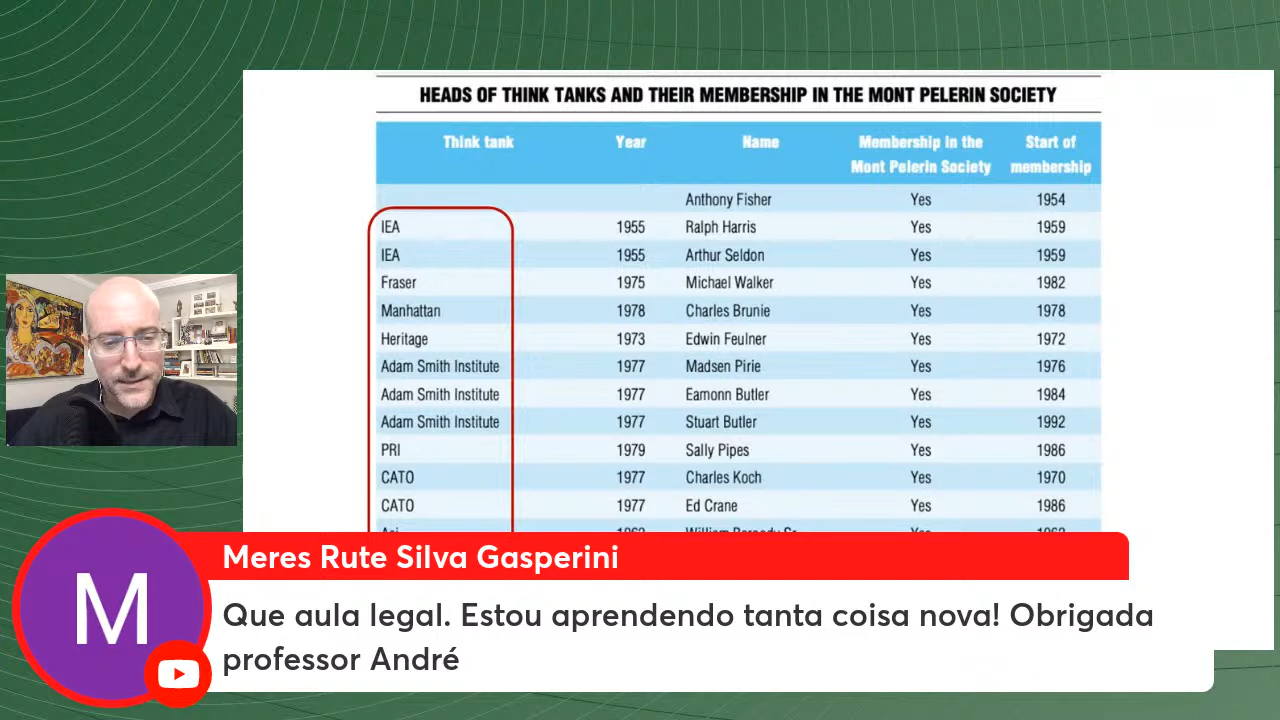 HEADS OF THINK TANKS AND THEIR MEMBERSHIP IN THE MONT PELERIN SOCIETY
Think tank Year Name Membership in the Mont Pelerin Society Start of membership
Anthony Fisher Yes 1954
IEA 1955 Ralph Harris Yes 1959
IEA 1955 Arthur Seldon Yes 1959
Fraser 1975 Michael Walker Yes 1982
Manhattan 1978 Charles Brunie Yes 1978
Heritage 1973 Edwin Feulner Yes 1972
Adam Smith Institute 1977 Madsen Pirie Yes 1976
Adam Smith Institute 1977 Eamonn Butler Yes 1984
Adam Smith Institute 1977 Stuart Butler Yes 1992
PRI 1979 Sally Pipes Yes 1986
CATO 1977 Charles Koch Yes 1970
CATO 1977 Ed Crane Yes 1986
M
Meres Rute Silva Gasperini
Que aula legal. Estou aprendendo tanta coisa nova! Obrigada
professor André